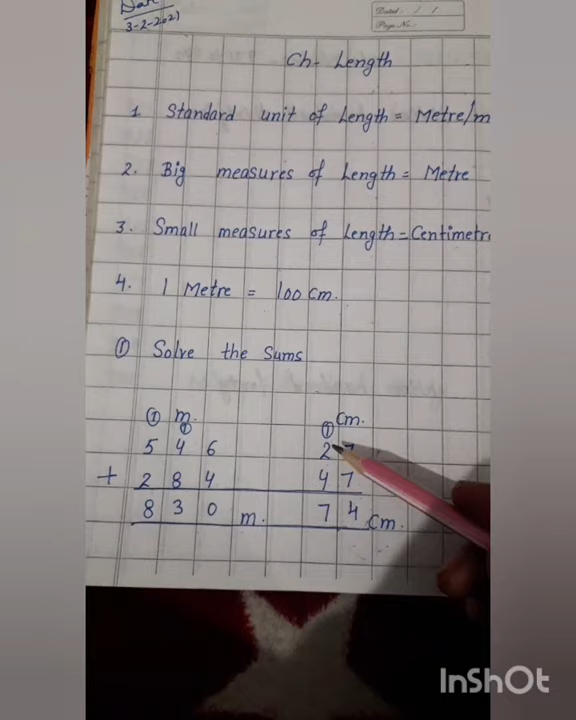 Date
3-2-2021
Dated : / /
Page No.:
Ch- Length
1. Standard unit of Length = Metre/m
2. Big measures of Length = Metre
3. Small measures of Length = Centimetre
4. 1 Metre = 100 cm.
① Solve the Sums
① m. cm.
① ①
5 4 6 2
+ 2 8 4 4 7
8 3 0 m. 7 4 cm.
InShOt